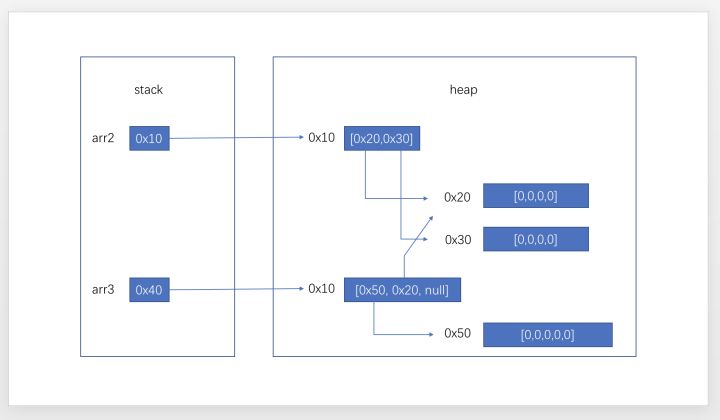 stack
heap
arr2
0x10
0x10
[0x20,0x30]
0x20
[0,0,0,0]
0x30
[0,0,0,0]
arr3
0x40
0x10
[0x50, 0x20, null]
0x50
[0,0,0,0,0]